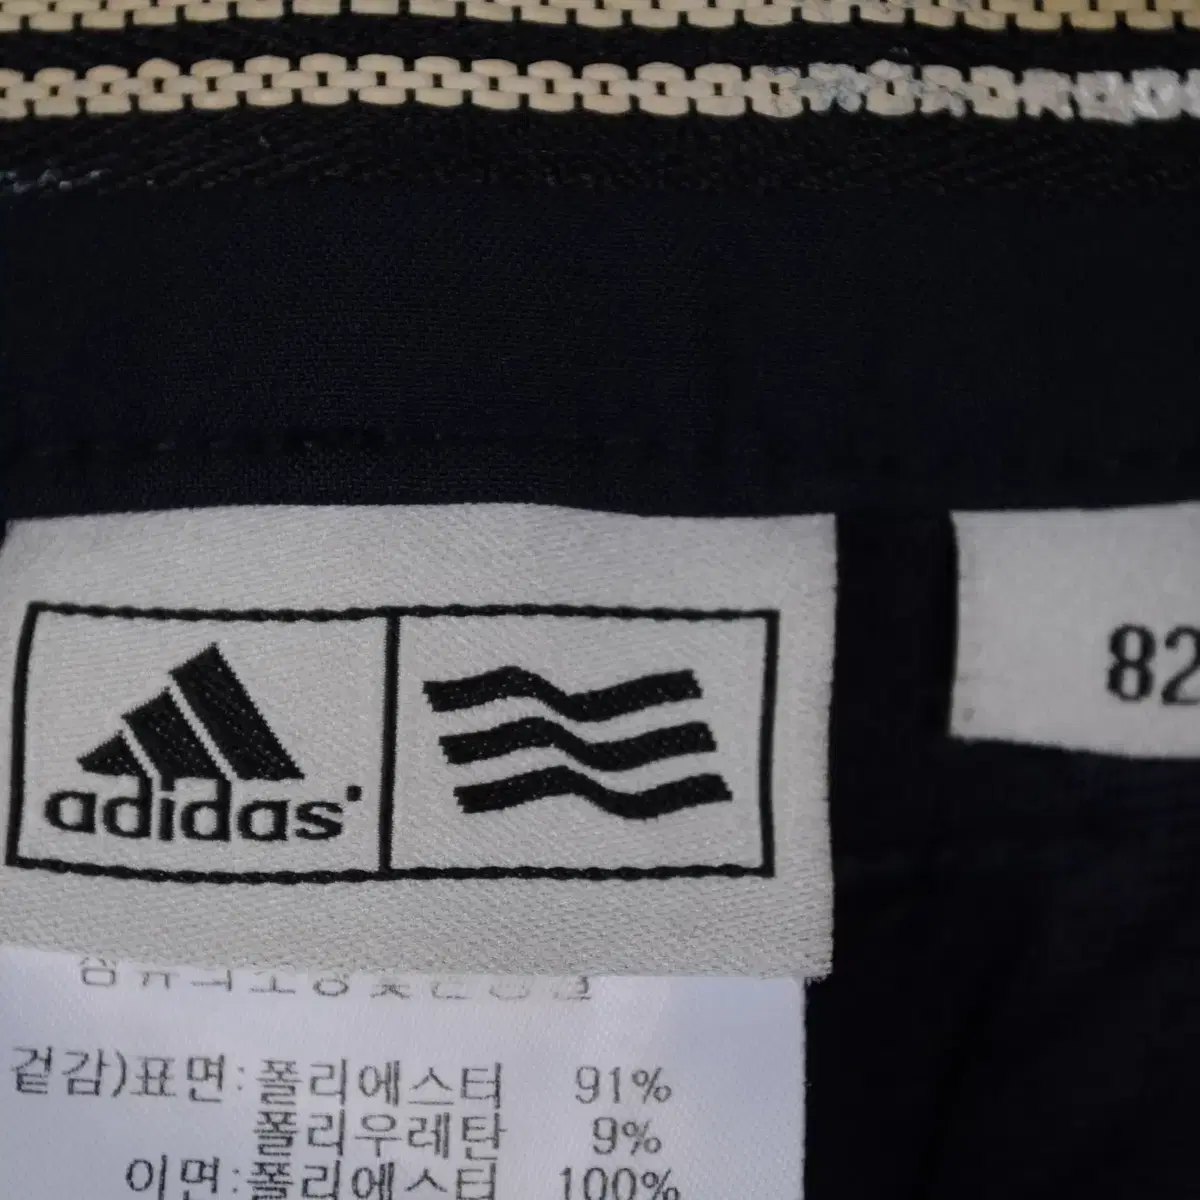 adidas
82
겉감)표면:폴리에스터 91%
폴리우레탄 9%
이면:폴리에스터 100%